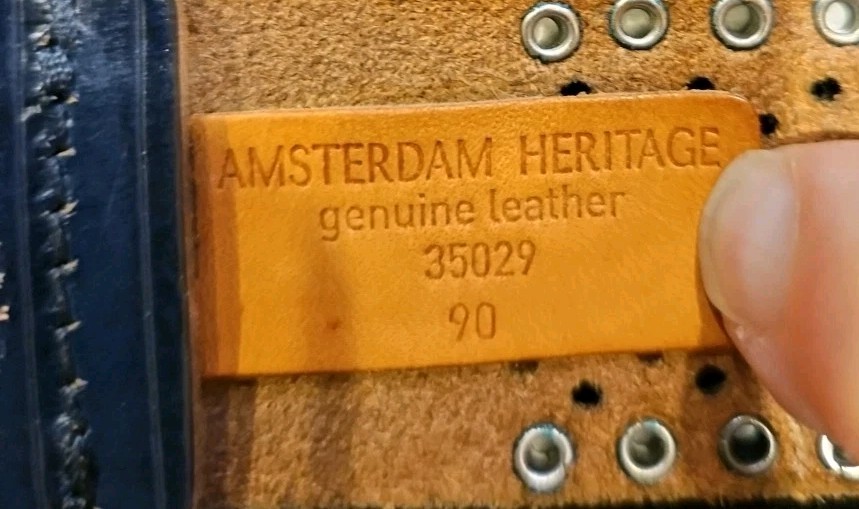 AMSTERDAM HERITAGE
genuine leather
35029
90